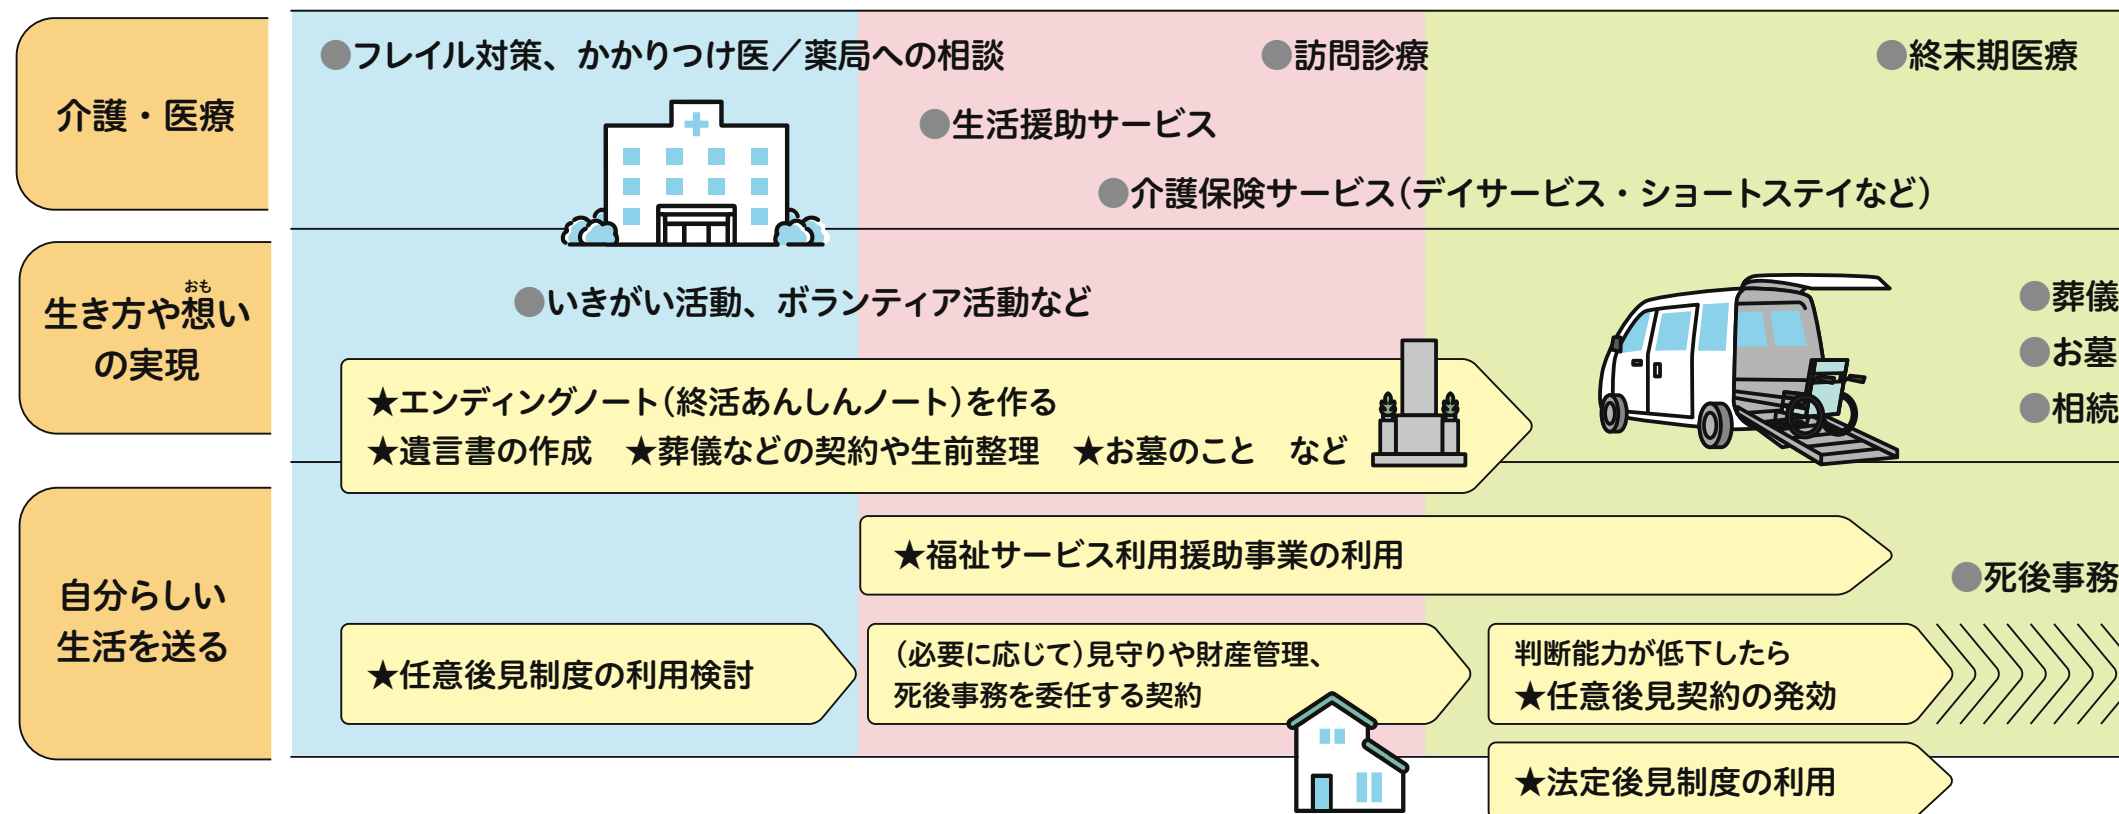 介護・医療
●フレイル対策、かかりつけ医／薬局への相談
●訪問診療
●終末期医療
●生活援助サービス
●介護保険サービス(デイサービス・ショートステイなど)
おも
生き方や想い
の実現
●いきがい活動、ボランティア活動など
●葬儀
●お墓
●相続
★エンディングノート(終活あんしんノート)を作る
★遺言書の作成　★葬儀などの契約や生前整理　★お墓のこと　など
自分らしい
生活を送る
★福祉サービス利用援助事業の利用
●死後事務
★任意後見制度の利用検討
(必要に応じて)見守りや財産管理、
死後事務を委任する契約
判断能力が低下したら
★任意後見契約の発効
★法定後見制度の利用